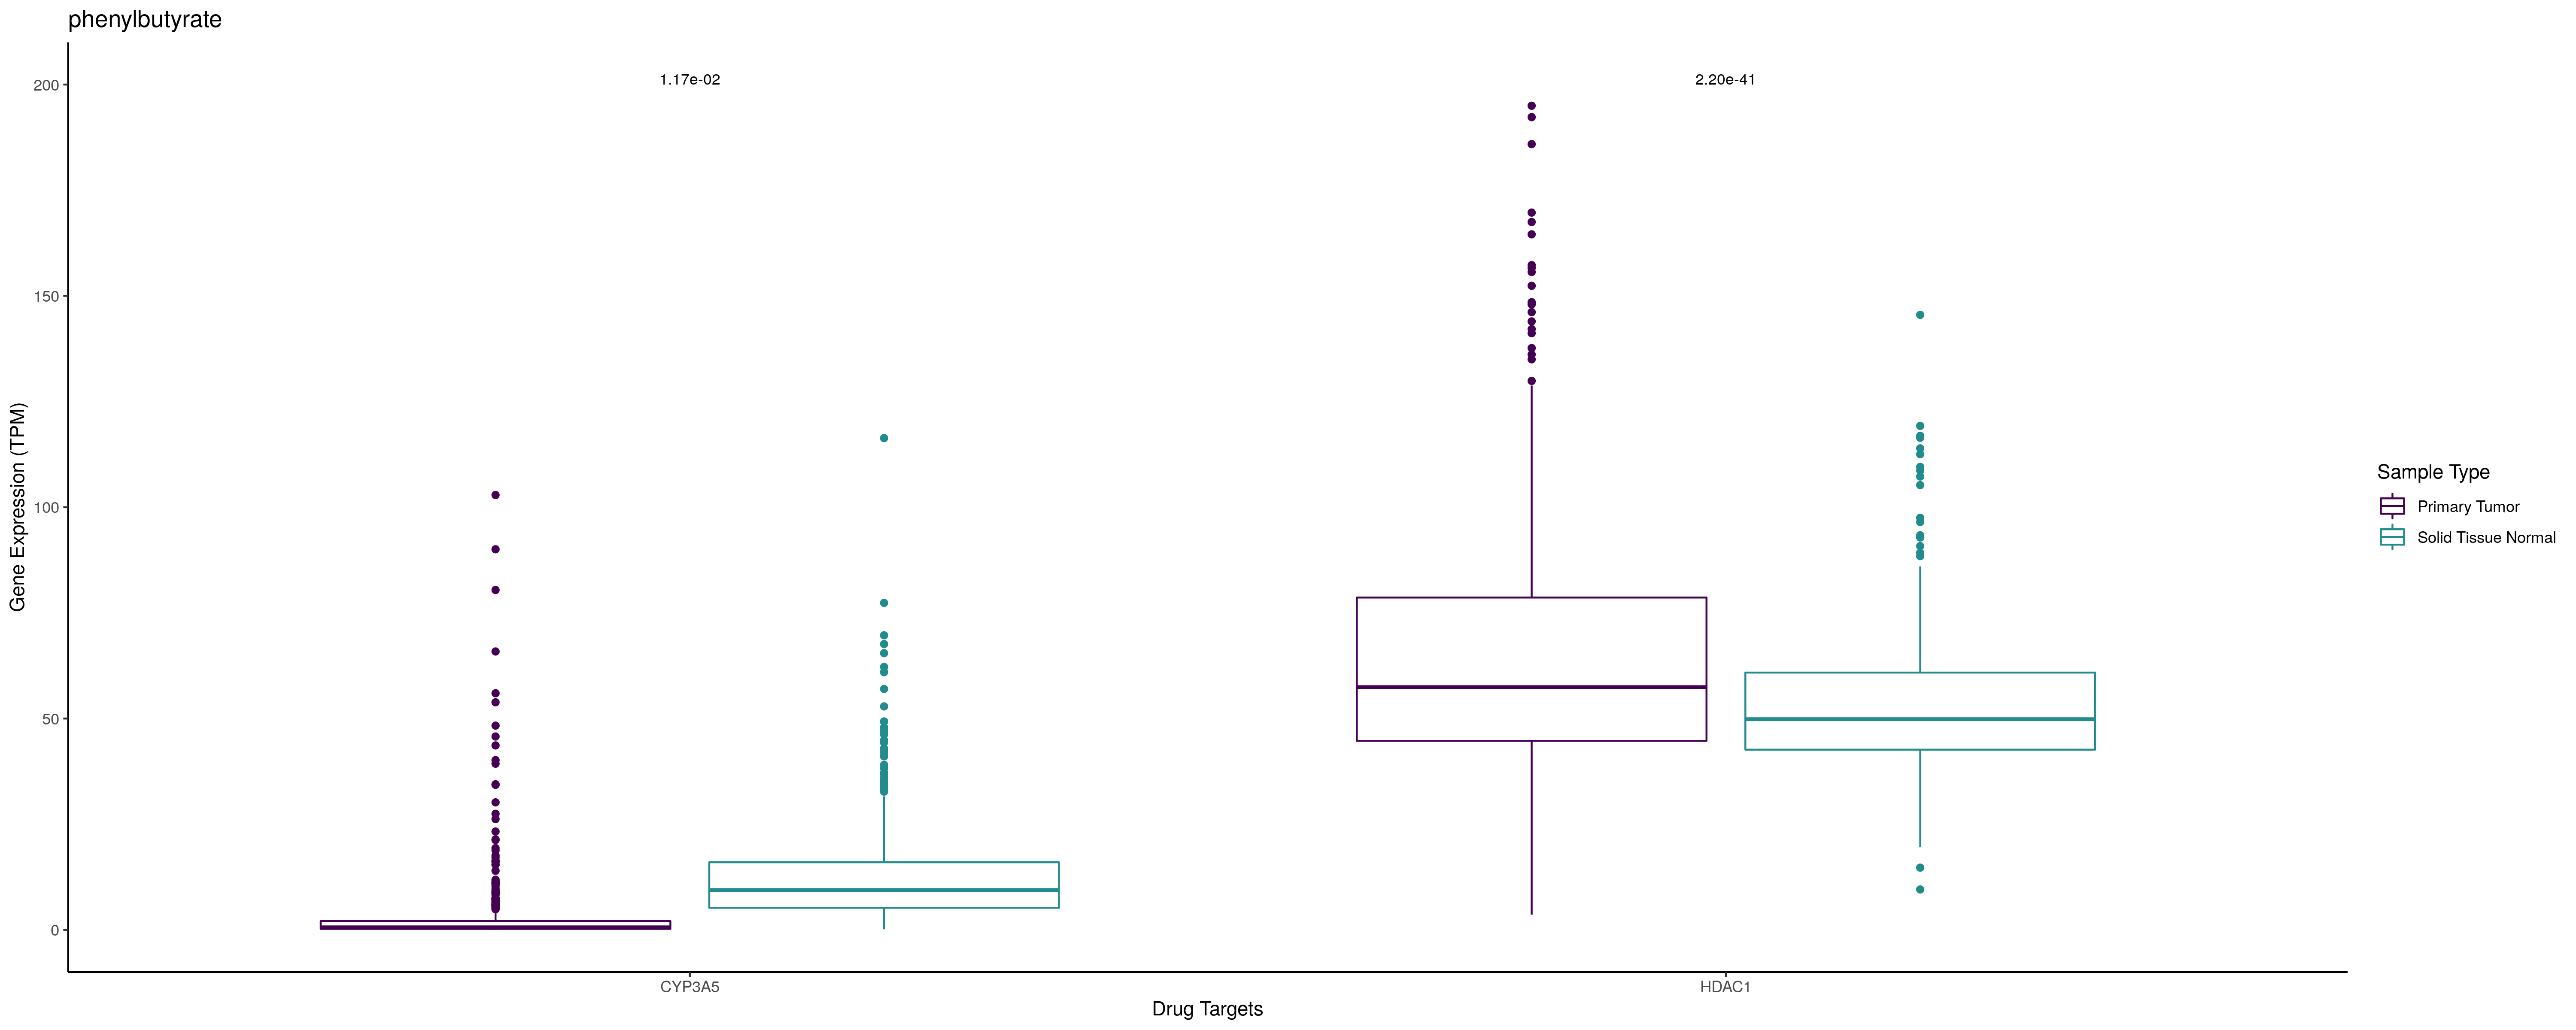 phenylbutyrate
1.17e-02
2.20e-41
200
150
100
50
0
Gene Expression (TPM)
CYP3A5
HDAC1
Drug Targets
Sample Type
Primary Tumor
Solid Tissue Normal